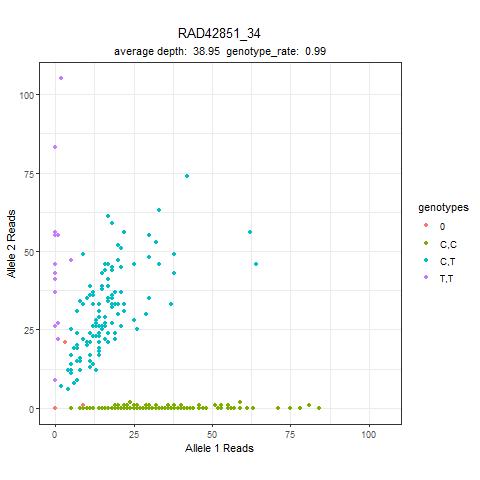 RAD42851_34
average depth: 38.95 genotype_rate: 0.99
100
75
50
25
0
Allele 2 Reads
0 25 50 75 100
Allele 1 Reads
genotypes
0
C,C
C,T
T,T